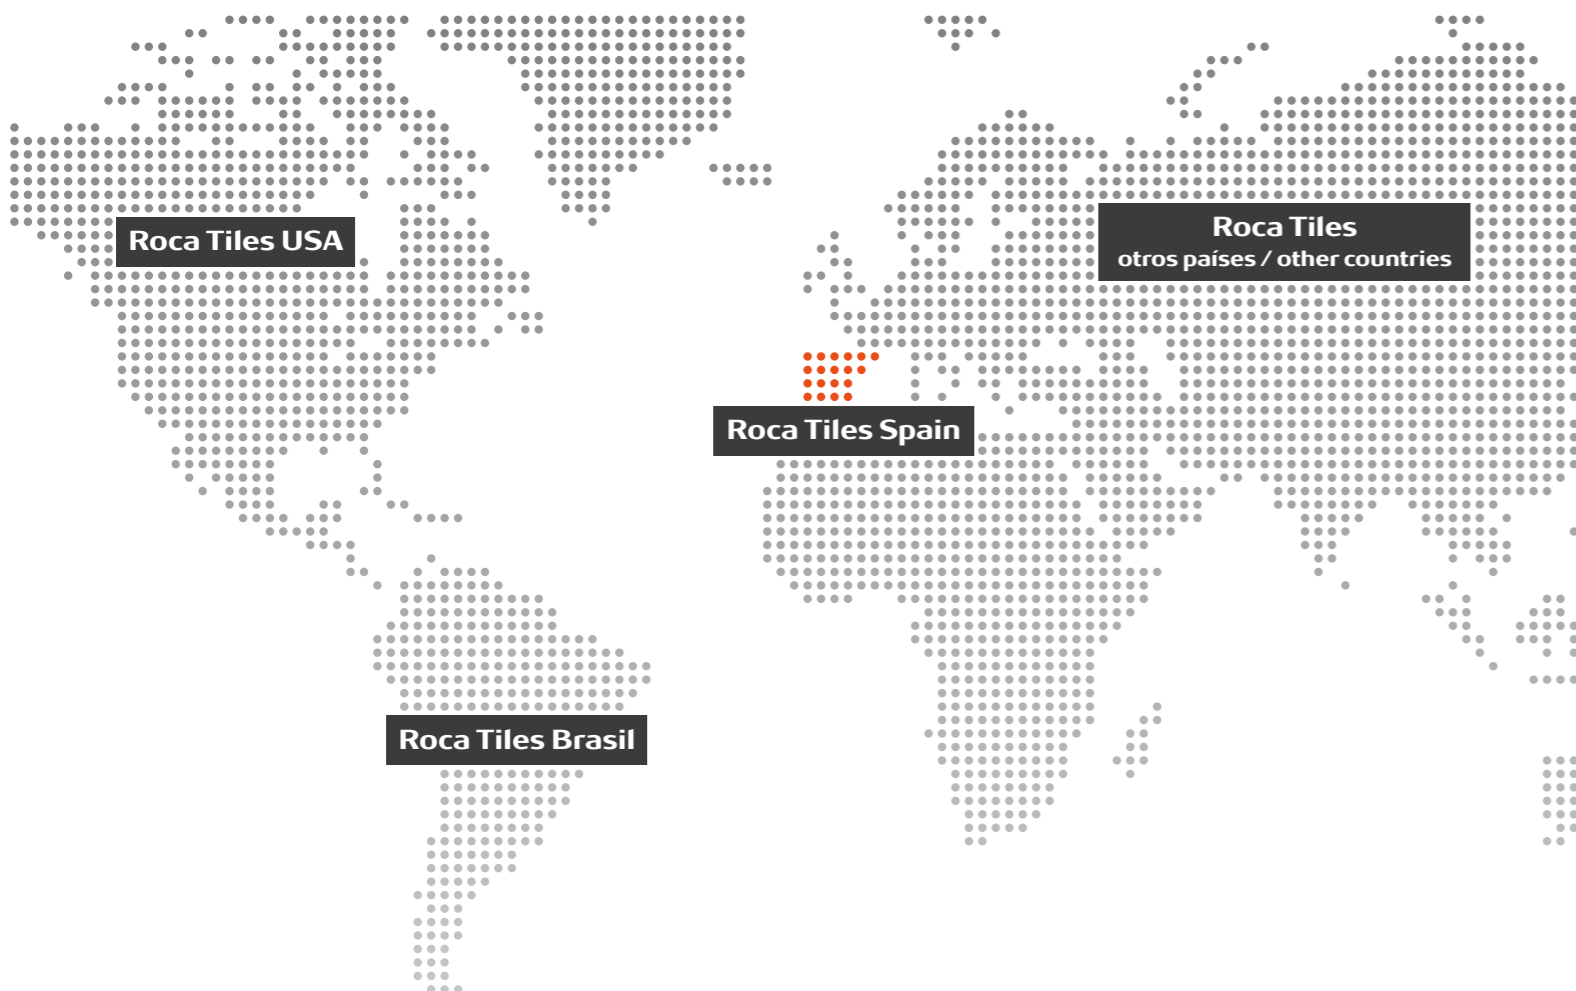 Roca Tiles USA
Roca Tiles
otros países / other countries
Roca Tiles Spain
Roca Tiles Brasil